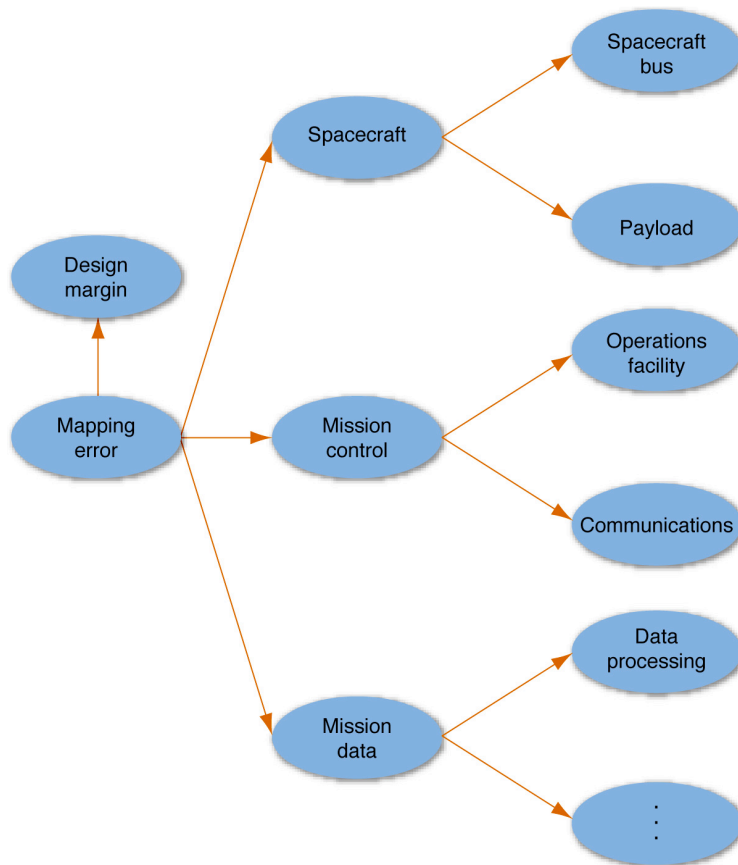 Spacecraft
bus
Spacecraft
Payload
Design
margin
Operations
facility
Mapping
error
Mission
control
Communications
Data
processing
Mission
data
.
.
.